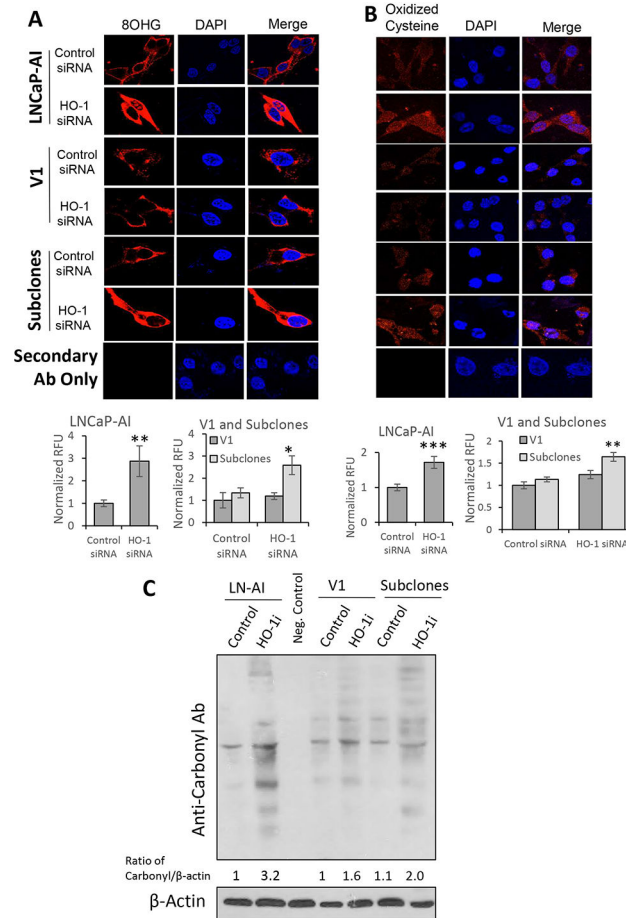 A
8OHG DAPI Merge
LNCaP-AI
Control
siRNA
HO-1
siRNA
V1
Control
siRNA
HO-1
siRNA
Subclones
Control
siRNA
HO-1
siRNA
Secondary
Ab Only
B
Oxidized
Cysteine DAPI Merge
LNCaP-AI
Normalized RFU
4
3
2
1
0
**
Control
siRNA
HO-1
siRNA
V1 and Subclones
Normalized RFU
4
3
2
1
0
V1
Subclones
*
Control
siRNA
HO-1
siRNA
LNCaP-AI
Normalized RFU
3
2
1
0
***
Control
siRNA
HO-1
siRNA
V1 and Subclones
Normalized RFU
2
1.5
1
0.5
0
V1
Subclones
**
Control siRNA HO-1 siRNA
C
LN-AI
V1
Subclones
Control
HO-1i
Neg. Control
Control
HO-1i
Control
HO-1i
Anti-Carbonyl Ab
Ratio of
Carbonyl/β-actin 1 3.2 1 1.6 1.1 2.0
β-Actin